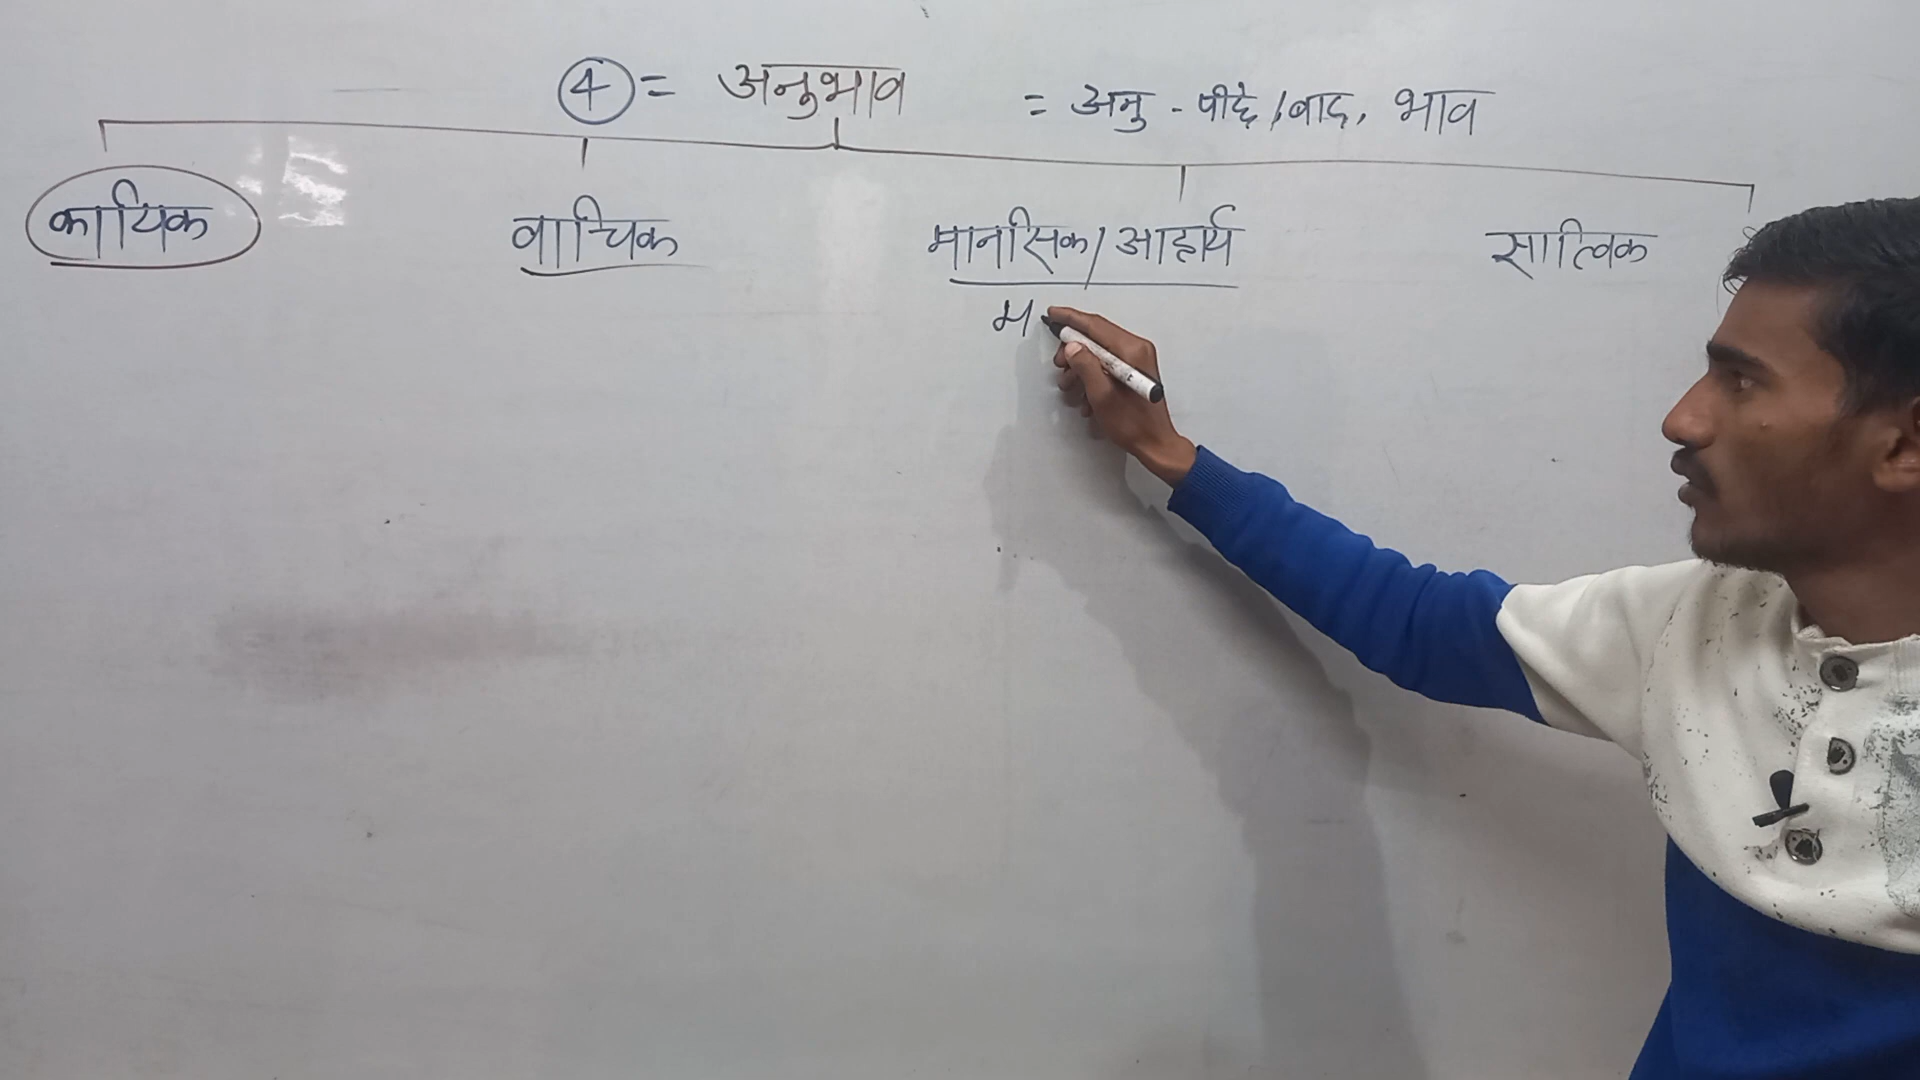 4 = अनुभाव = अनु - पीछे / बाद, भाव
कायिक वाचिक मानसिक / आहार्य सात्विक
म